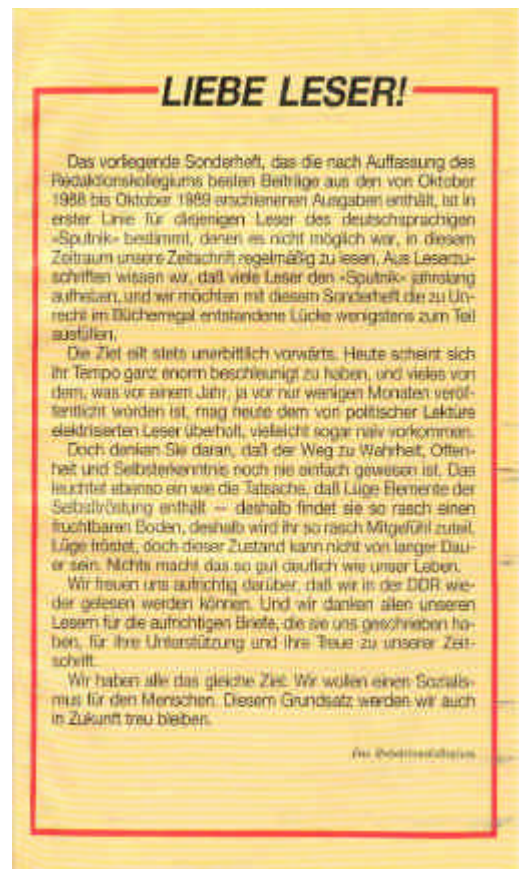 LIEBE LESER!
Das vorliegende Sonderheft, das die nach Auffassung des
Redaktionskollegiums besten Beiträge aus den von Oktober
1988 bis Oktober 1989 erschienenen Ausgaben enthält, ist in
erster Linie für diejenigen Leser des deutschsprachigen
«Sputnik» bestimmt, denen es nicht möglich war, in diesem
Zeitraum unsere Zeitschrift regelmäßig zu lesen. Aus Leserzu-
schriften wissen wir, daß viele Leser den «Sputnik» jahrelang
aufheben, und wir möchten mit diesem Sonderheft die zu Un-
recht im Bücherregal entstandene Lücke wenigstens zum Teil
ausfüllen.
Die Ziet eilt stets unerbittlich vorwärts. Heute scheint sich
ihr Tempo ganz enorm beschleunigt zu haben, und vieles von
dem, was vor einem Jahr, ja vor nur wenigen Monaten veröf-
fentlicht worden ist, mag heute dem von politischer Lektüre
elektrisierten Leser überholt, vielleicht sogar naiv vorkommen.
Doch denken Sie daran, daß der Weg zu Wahrheit, Offen-
heit und Selbsterkenntnis noch nie einfach gewesen ist. Das
leuchtet ebenso ein wie die Tatsache, daß Lüge Elemente der
Selbsttröstung enthält — deshalb findet sie so rasch einen
fruchtbaren Boden, deshalb wird ihr so rasch Mitgefühl zuteil.
Lüge tröstet, doch dieser Zustand kann nicht von langer Dau-
er sein. Nichts macht das so gut deutlich wie unser Leben.
Wir freuen uns aufrichtig darüber, daß wir in der DDR wie-
der gelesen werden können. Und wir danken allen unseren
Lesern für die aufrichtigen Briefe, die sie uns geschrieben ha-
ben, für ihre Unterstützung und ihre Treue zu unserer Zeit-
schrift.
Wir haben alle das gleiche Ziel: Wir wollen einen Sozialis-
mus für den Menschen. Diesem Grundsatz werden wir auch
in Zukunft treu bleiben.
Das Redaktionskollegium